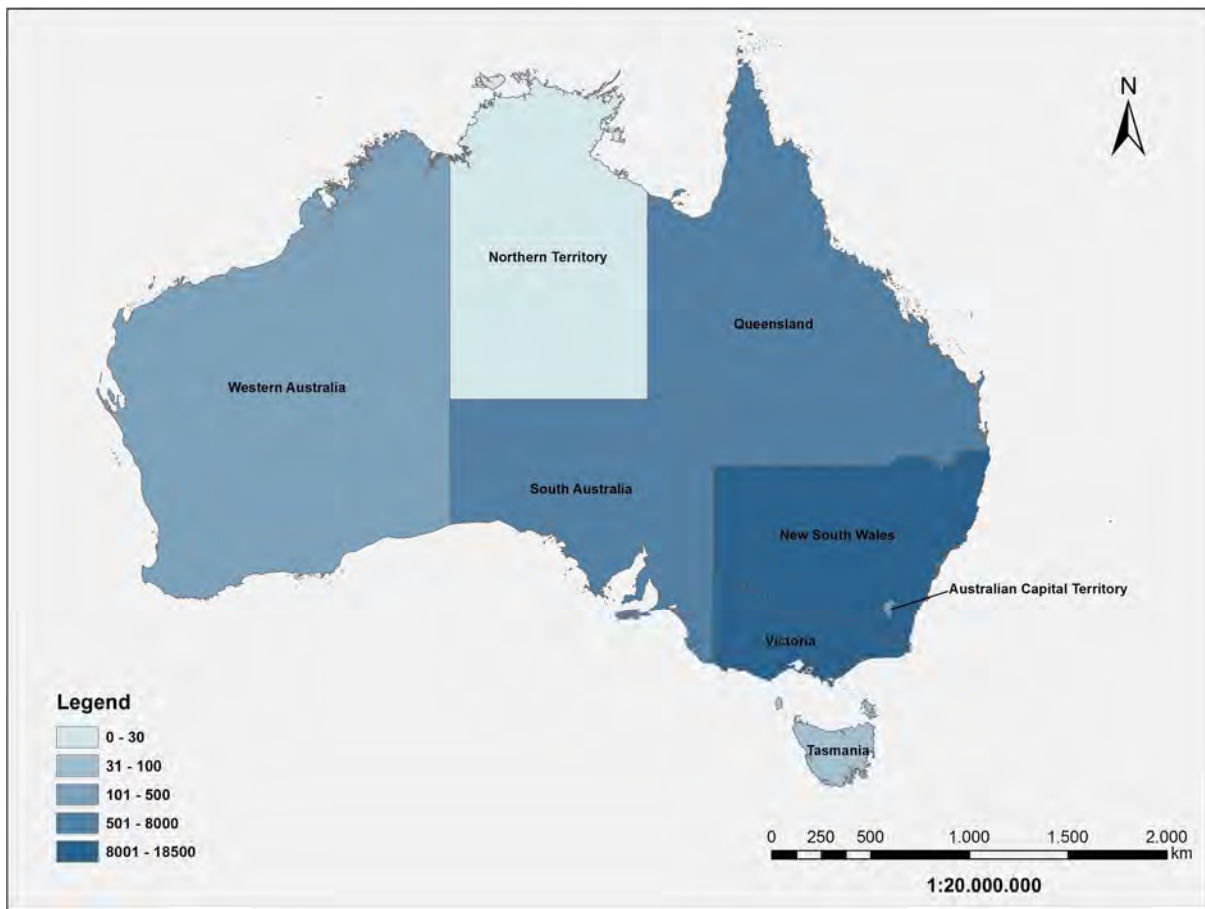 N
Northern Territory
Queensland
Western Australia
South Australia
New South Wales
Australian Capital Territory
Victoria
Tasmania
Legend
0 - 30
31 - 100
101 - 500
501 - 8000
8001 - 18500
0 250 500 1.000 1.500 2.000
km
1:20.000.000